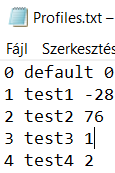 Profiles.txt –
Fájl Szerkesztés
0 default 0
1 test1 -28
2 test2 76
3 test3 1
4 test4 2